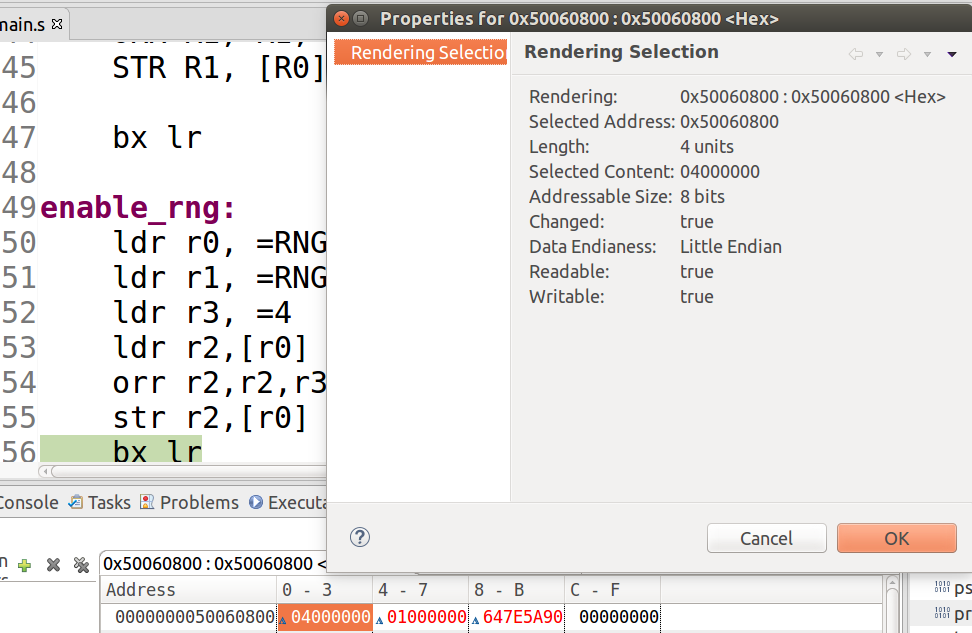 main.s
Properties for 0x50060800 : 0x50060800 <Hex>
45 STR R1, [R0]
46
47 bx lr
48
49 enable_rng:
50 ldr r0, =RNG
51 ldr r1, =RNG
52 ldr r3, =4
53 ldr r2,[r0]
54 orr r2,r2,r3
55 str r2,[r0]
56 bx lr
Rendering Selection
Rendering Selection
Rendering: 0x50060800 : 0x50060800 <Hex>
Selected Address: 0x50060800
Length: 4 units
Selected Content: 04000000
Addressable Size: 8 bits
Changed: true
Data Endianess: Little Endian
Readable: true
Writable: true
Console Tasks Problems Executa
? Cancel OK
0x50060800 : 0x50060800 <
Address 0 - 3 4 - 7 8 - B C - F
0000000050060800 04000000 01000000 647E5A90 00000000
1010 0101 ps
1010 0101 pr